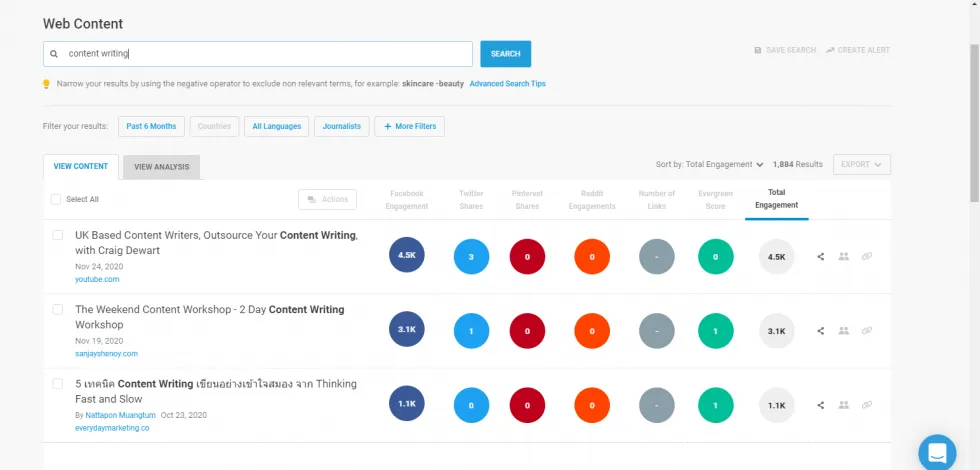 Web Content
content writing
SEARCH
SAVE SEARCH
CREATE ALERT
Narrow your results by using the negative operator to exclude non relevant terms, for example: skincare -beauty Advanced Search Tips
Filter your results:
Past 6 Months
Countries
All Languages
Journalists
+ More Filters
VIEW CONTENT
VIEW ANALYSIS
Sort by: Total Engagement
1,884 Results
EXPORT
Select All
Actions
Facebook
Engagement
Twitter
Shares
Pinterest
Shares
Reddit
Engagements
Number of
Links
Evergreen
Score
Total
Engagement
UK Based Content Writers, Outsource Your Content Writing,
with Craig Dewart
Nov 24, 2020
youtube.com
4.5K
3
0
0
-
0
4.5K
The Weekend Content Workshop - 2 Day Content Writing
Workshop
Nov 19, 2020
sanjayshenoy.com
3.1K
1
0
0
-
1
3.1K
5 เทคนิค Content Writing เขียนอย่างเข้าใจสมอง จาก Thinking
Fast and Slow
By Nattapon Muangtum Oct 23, 2020
everydaymarketing.co
1.1K
0
0
0
-
1
1.1K